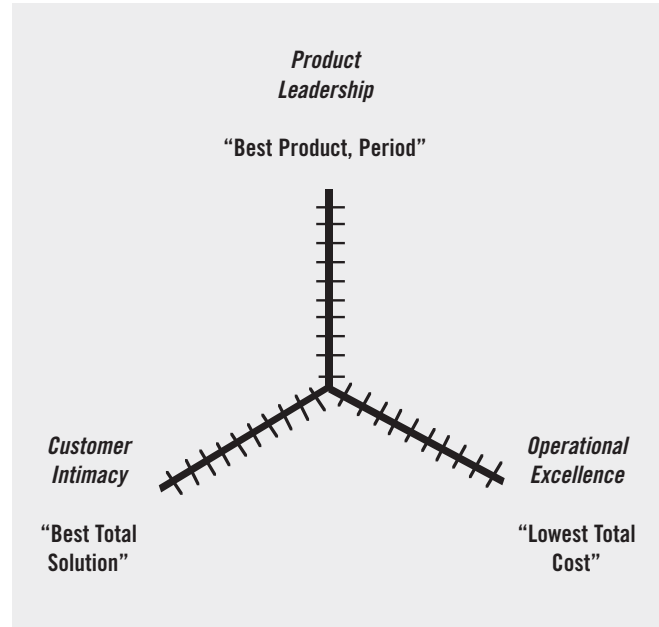 Product
Leadership
“Best Product, Period”
Customer
Intimacy
“Best Total
Solution”
Operational
Excellence
“Lowest Total
Cost”